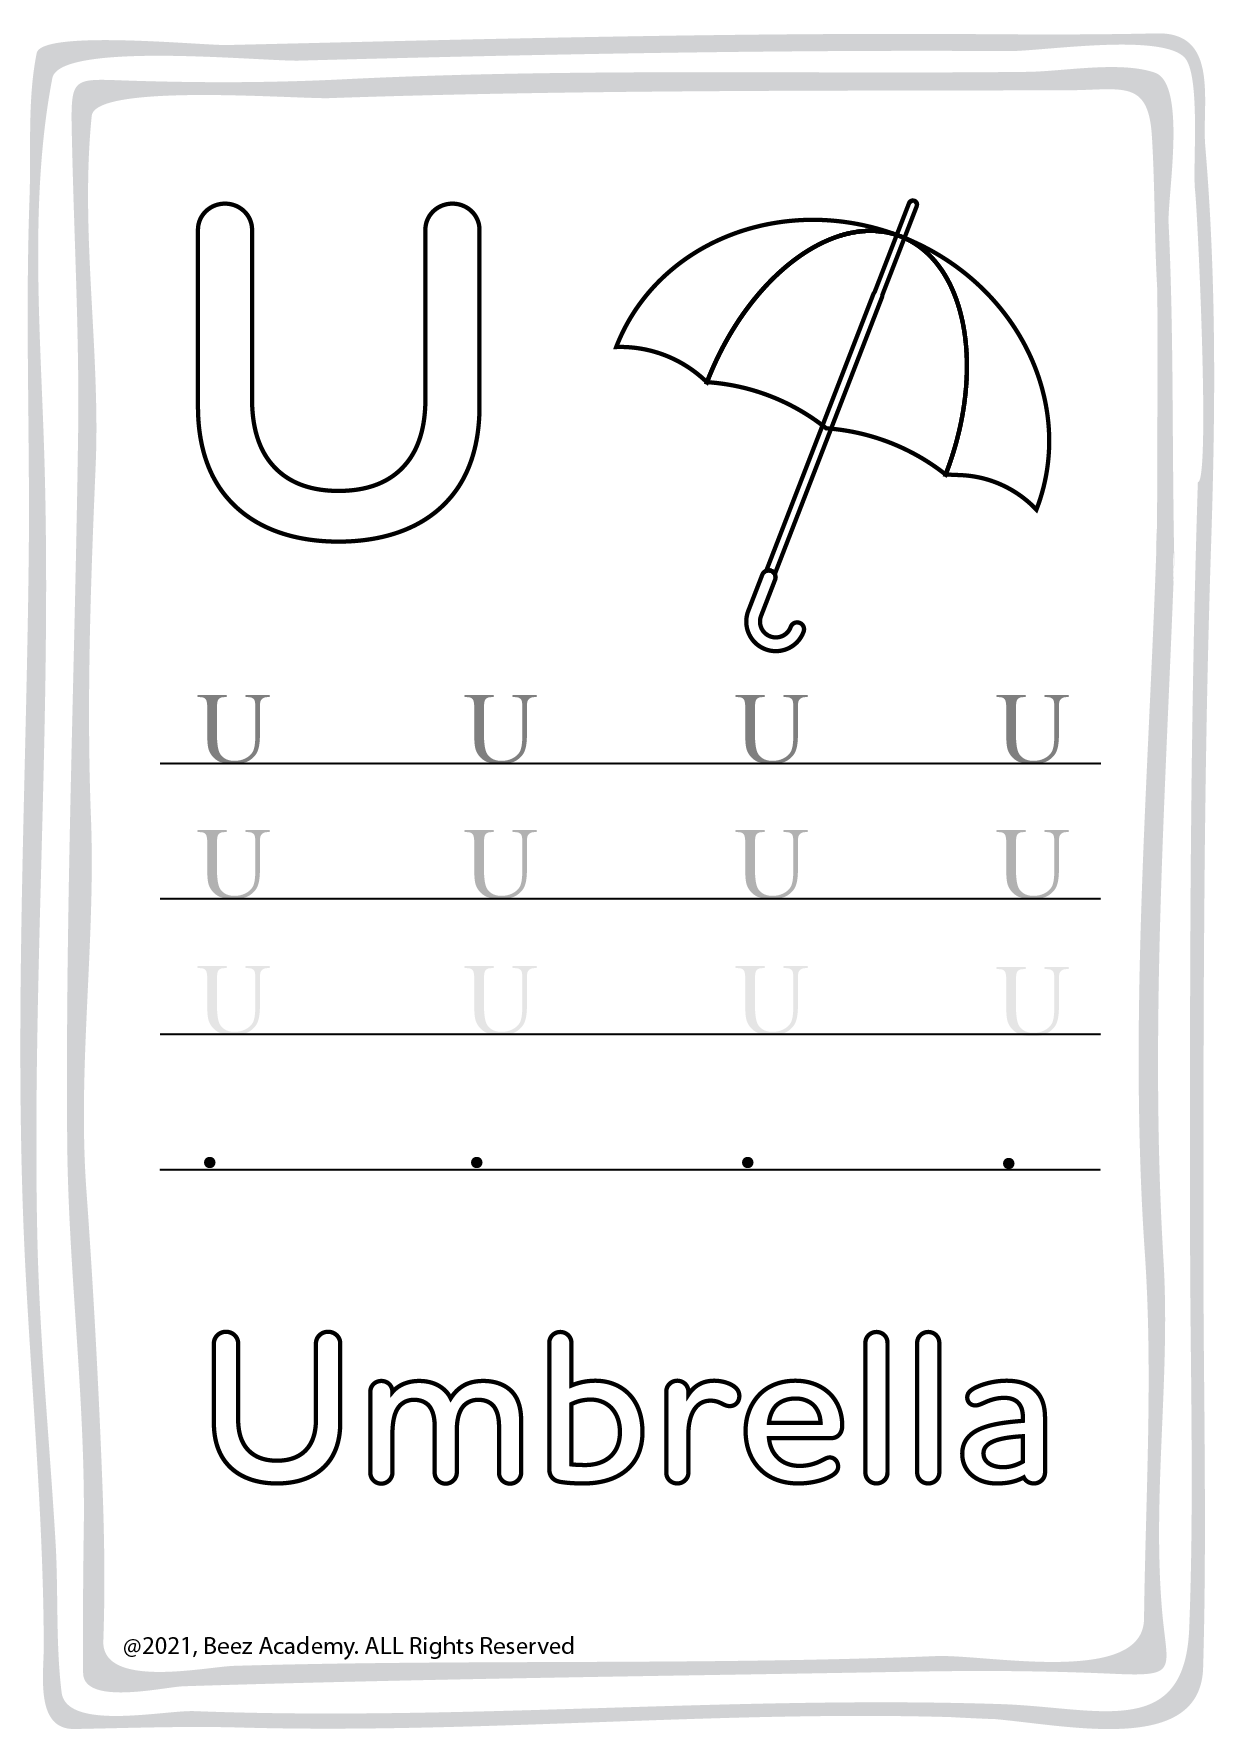 U
U U U U
U U U U
U U U U
. . . .
Umbrella
@2021, Beez Academy. ALL Rights Reserved